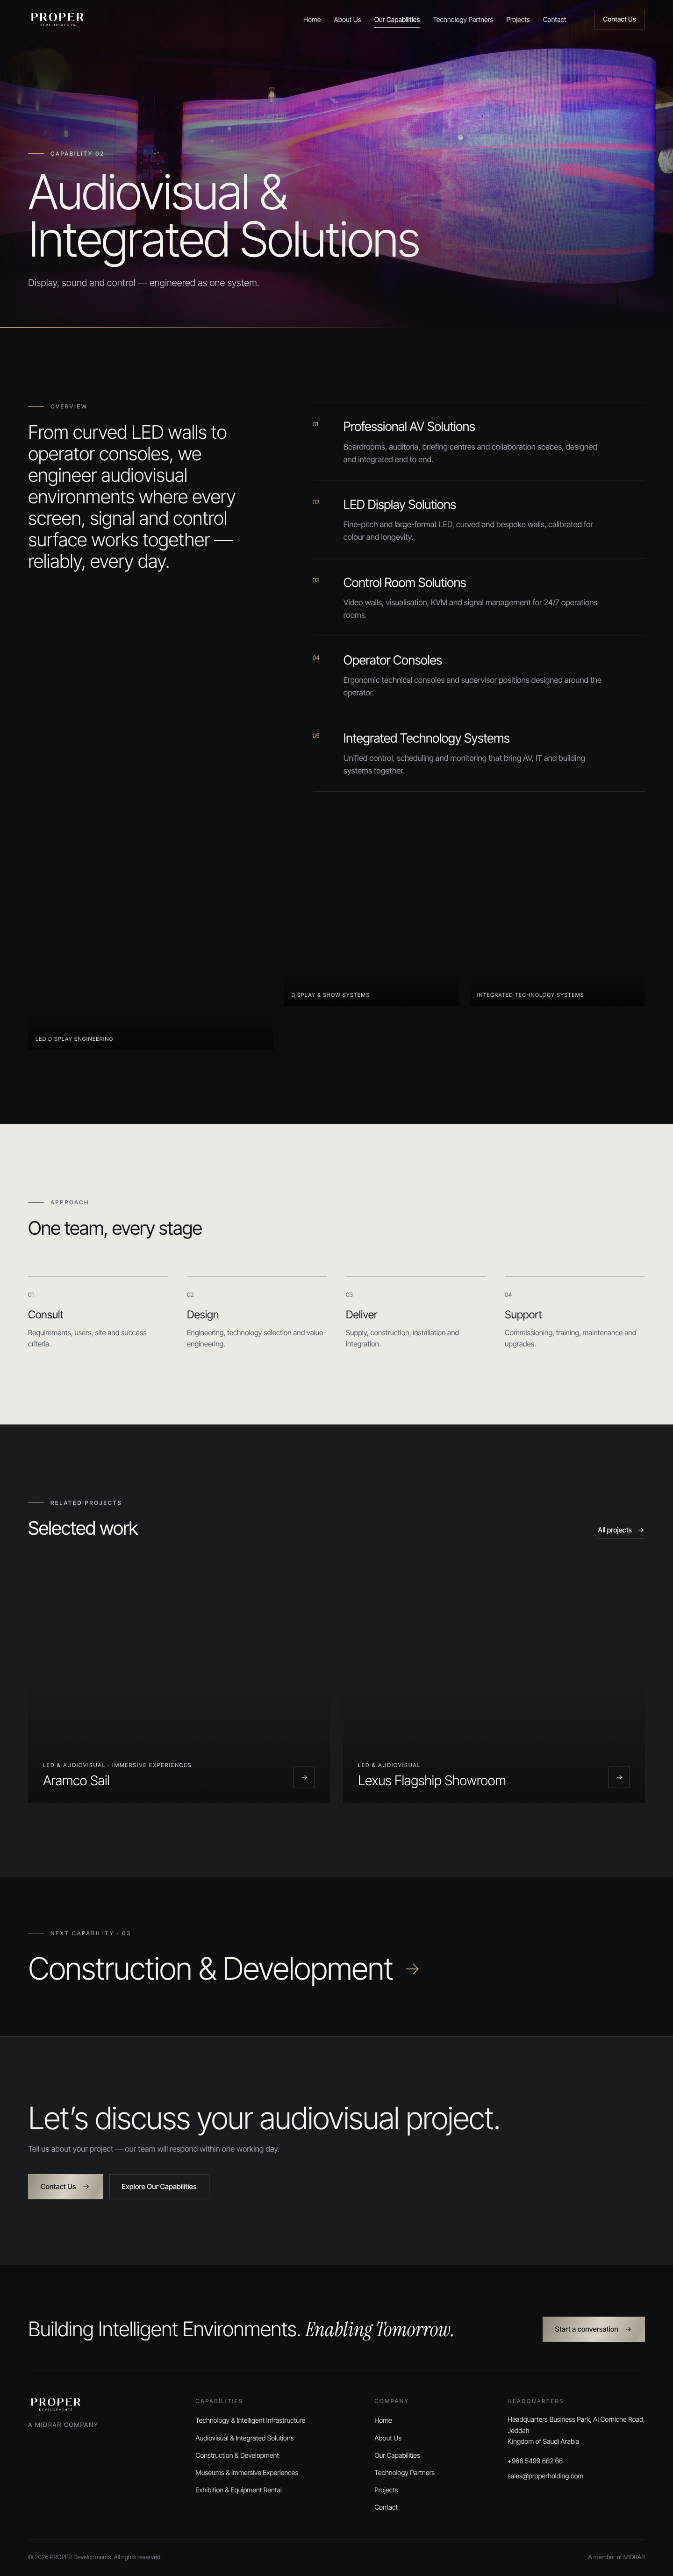 PROPER
DEVELOPMENTS
Home
About Us
Our Capabilities
Technology Partners
Projects
Contact
Contact Us
CAPABILITY 02
Audiovisual &
Integrated Solutions
Display, sound and control — engineered as one system.
OVERVIEW
From curved LED walls to
operator consoles, we
engineer audiovisual
environments where every
screen, signal and control
surface works together —
reliably, every day.
01
Professional AV Solutions
Boardrooms, auditoria, briefing centres and collaboration spaces, designed
and integrated end to end.
02
LED Display Solutions
Fine-pitch and large-format LED, curved and bespoke walls, calibrated for
colour and longevity.
03
Control Room Solutions
Video walls, visualisation, KVM and signal management for 24/7 operations
rooms.
04
Operator Consoles
Ergonomic technical consoles and supervisor positions designed around the
operator.
05
Integrated Technology Systems
Unified control, scheduling and monitoring that bring AV, IT and building
systems together.
LED DISPLAY ENGINEERING
DISPLAY & SHOW SYSTEMS
INTEGRATED TECHNOLOGY SYSTEMS
APPROACH
One team, every stage
01
Consult
Requirements, users, site and success
criteria.
02
Design
Engineering, technology selection and value
engineering.
03
Deliver
Supply, construction, installation and
integration.
04
Support
Commissioning, training, maintenance and
upgrades.
RELATED PROJECTS
Selected work
All projects →
LED & AUDIOVISUAL · IMMERSIVE EXPERIENCES
Aramco Sail
→
LED & AUDIOVISUAL
Lexus Flagship Showroom
→
NEXT CAPABILITY · 03
Construction & Development →
Let’s discuss your audiovisual project.
Tell us about your project — our team will respond within one working day.
Contact Us →
Explore Our Capabilities
Building Intelligent Environments. Enabling Tomorrow.
Start a conversation →
PROPER
DEVELOPMENTS
A MIDRAR COMPANY
CAPABILITIES
Technology & Intelligent Infrastructure
Audiovisual & Integrated Solutions
Construction & Development
Museums & Immersive Experiences
Exhibition & Equipment Rental
COMPANY
Home
About Us
Our Capabilities
Technology Partners
Projects
Contact
HEADQUARTERS
Headquarters Business Park, Al Corniche Road,
Jeddah
Kingdom of Saudi Arabia
+966 5499 662 66
sales@properholding.com
© 2026 PROPER Developments. All rights reserved.
A member of MIDRAR